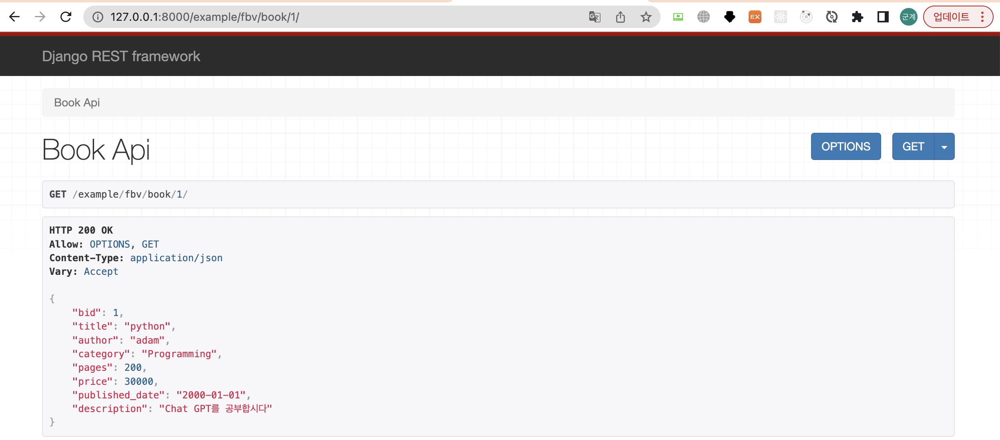 127.0.0.1:8000/example/fbv/book/1/
N
EX
군계
업데이트
Django REST framework
Book Api
Book Api
OPTIONS
GET
GET /example/fbv/book/1/
HTTP 200 OK
Allow: OPTIONS, GET
Content-Type: application/json
Vary: Accept
{
    "bid": 1,
    "title": "python",
    "author": "adam",
    "category": "Programming",
    "pages": 200,
    "price": 30000,
    "published_date": "2000-01-01",
    "description": "Chat GPT를 공부합시다"
}